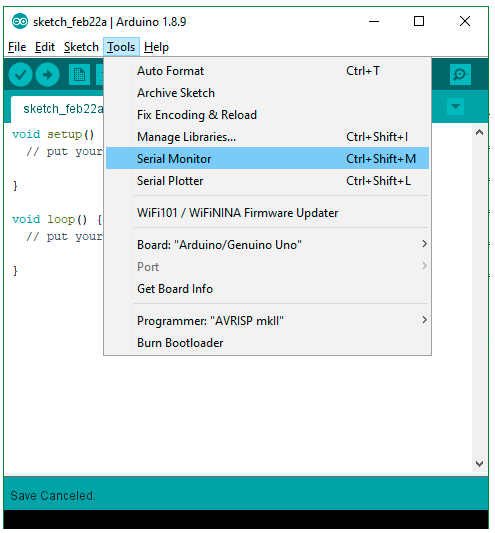 sketch_feb22a | Arduino 1.8.9
File Edit Sketch Tools Help
sketch_feb22a
Auto Format Ctrl+T
Archive Sketch
Fix Encoding & Reload
Manage Libraries... Ctrl+Shift+I
Serial Monitor Ctrl+Shift+M
Serial Plotter Ctrl+Shift+L
WiFi101 / WiFiNINA Firmware Updater
Board: "Arduino/Genuino Uno"
Port
Get Board Info
Programmer: "AVRISP mkII"
Burn Bootloader
void setup()
// put your
}
void loop() {
// put your
}
Save Canceled.